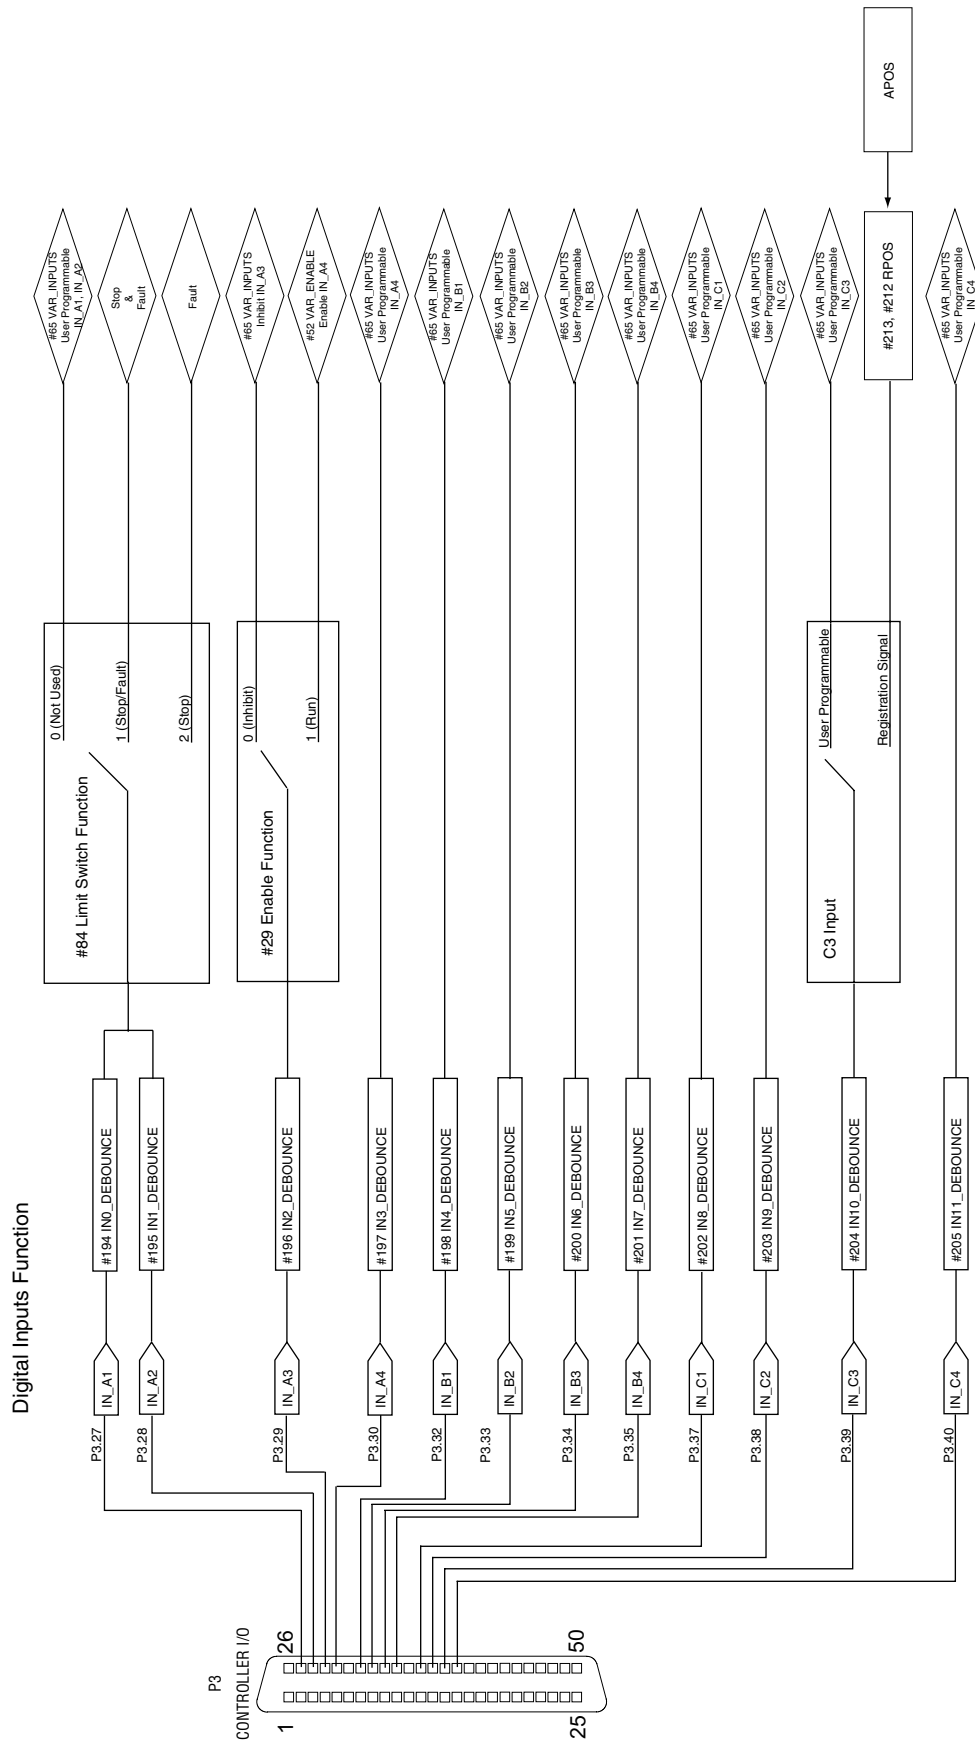 Digital Inputs Function
P3
CONTROLLER I/O
1
26
25
50
P3.27
IN_A1
#194 IN0_DEBOUNCE
P3.28
IN_A2
#195 IN1_DEBOUNCE
#84 Limit Switch Function
0 (Not Used)
1 (Stop/Fault)
2 (Stop)
#65 VAR_INPUTS
User Programmable
IN_A1, IN_A2
Stop
&
Fault
Fault
P3.29
IN_A3
#196 IN2_DEBOUNCE
#29 Enable Function
0 (Inhibit)
1 (Run)
#65 VAR_INPUTS
Inhibit IN_A3
#52 VAR_ENABLE
Enable IN_A4
P3.30
IN_A4
#197 IN3_DEBOUNCE
#65 VAR_INPUTS
User Programmable
IN_A4
P3.32
IN_B1
#198 IN4_DEBOUNCE
#65 VAR_INPUTS
User Programmable
IN_B1
P3.33
IN_B2
#199 IN5_DEBOUNCE
#65 VAR_INPUTS
User Programmable
IN_B2
P3.34
IN_B3
#200 IN6_DEBOUNCE
#65 VAR_INPUTS
User Programmable
IN_B3
P3.35
IN_B4
#201 IN7_DEBOUNCE
#65 VAR_INPUTS
User Programmable
IN_B4
P3.37
IN_C1
#202 IN8_DEBOUNCE
#65 VAR_INPUTS
User Programmable
IN_C1
P3.38
IN_C2
#203 IN9_DEBOUNCE
#65 VAR_INPUTS
User Programmable
IN_C2
P3.39
IN_C3
#204 IN10_DEBOUNCE
C3 Input
User Programmable
Registration Signal
#65 VAR_INPUTS
User Programmable
IN_C3
#213, #212 RPOS
APOS
P3.40
IN_C4
#205 IN11_DEBOUNCE
#65 VAR_INPUTS
User Programmable
IN_C4